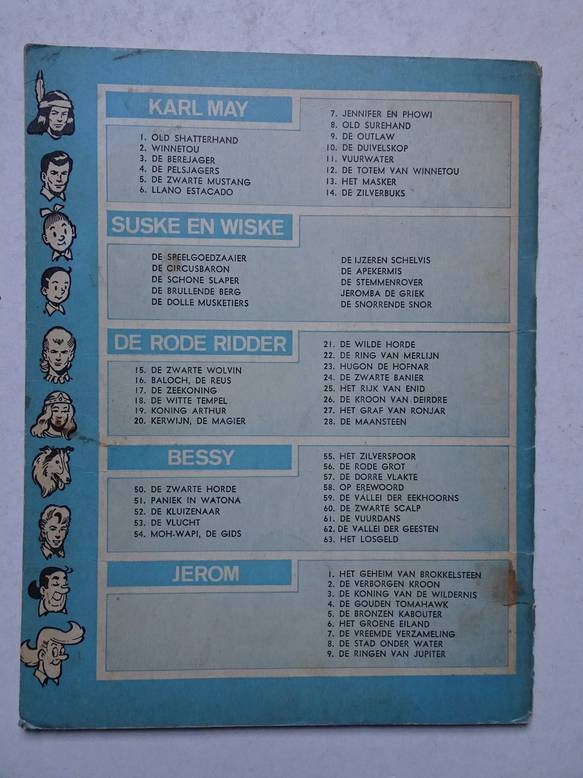 KARL MAY
1. OLD SHATTERHAND
2. WINNETOU
3. DE BEREJAGER
4. DE PELSJAGERS
5. DE ZWARTE MUSTANG
6. LLANO ESTACADO
7. JENNIFER EN PHOWI
8. OLD SUREHAND
9. DE OUTLAW
10. DE DUIVELSKOP
11. VUURWATER
12. DE TOTEM VAN WINNETOU
13. HET MASKER
14. DE ZILVERBUKS
SUSKE EN WISKE
DE SPEELGOEDZAAIER
DE CIRCUSBARON
DE SCHONE SLAPER
DE BRULLENDE BERG
DE DOLLE MUSKETIERS
DE IJZEREN SCHELVIS
DE APEKERMIS
DE STEMMENROVER
JEROMBA DE GRIEK
DE SNORRENDE SNOR
DE RODE RIDDER
15. DE ZWARTE WOLVIN
16. BALOCH, DE REUS
17. DE ZEEKONING
18. DE WITTE TEMPEL
19. KONING ARTHUR
20. KERWIJN, DE MAGIER
21. DE WILDE HORDE
22. DE RING VAN MERLIJN
23. HUGON DE HOFNAR
24. DE ZWARTE BANIER
25. HET RIJK VAN ENID
26. DE KROON VAN DEIRDRE
27. HET GRAF VAN RONJAR
28. DE MAANSTEEN
BESSY
50. DE ZWARTE HORDE
51. PANIEK IN WATONA
52. DE KLUIZENAAR
53. DE VLUCHT
54. MOH-WAPI, DE GIDS
55. HET ZILVERSPOOR
56. DE RODE GROT
57. DE DORRE VLAKTE
58. OP EREWOORD
59. DE VALLEI DER EEKHOORNS
60. DE ZWARTE SCALP
61. DE VUURDANS
62. DE VALLEI DER GEESTEN
63. HET LOSGELD
JEROM
1. HET GEHEIM VAN BROKKELSTEEN
2. DE VERBORGEN KROON
3. DE KONING VAN DE WILDERNIS
4. DE GOUDEN TOMAHAWK
5. DE BRONZEN KABOUTER
6. HET GROENE EILAND
7. DE VREEMDE VERZAMELING
8. DE STAD ONDER WATER
9. DE RINGEN VAN JUPITER